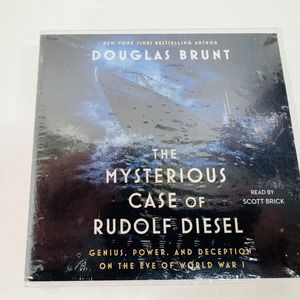 NEW YORK TIMES BESTSELLING AUTHOR
DOUGLAS BRUNT
THE
MYSTERIOUS
CASE OF
RUDOLF DIESEL
READ BY
SCOTT BRICK
GENIUS, POWER, AND DECEPTION
ON THE EVE OF WORLD WAR I